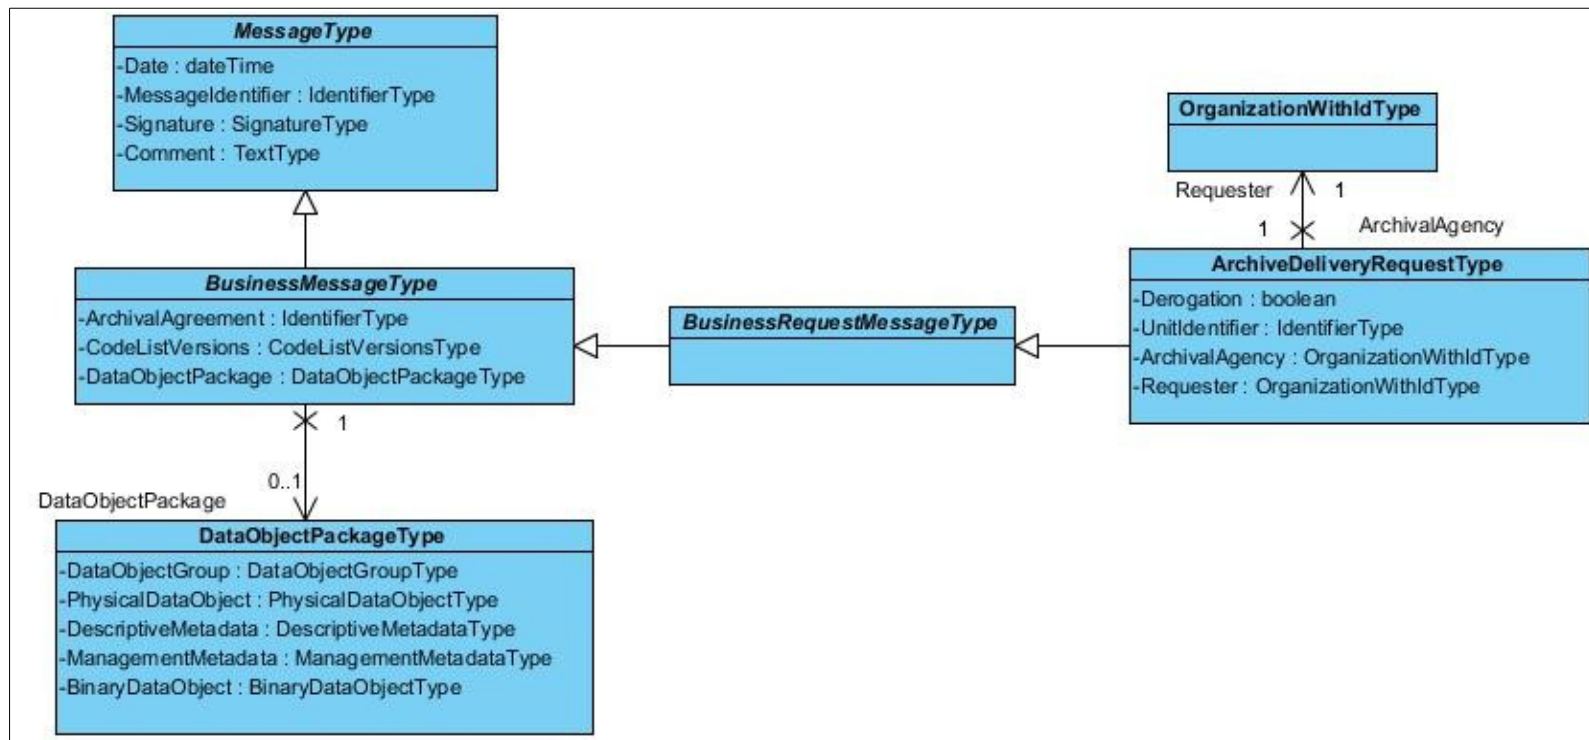 MessageType
-Date : dateTime
-MessageIdentifier : IdentifierType
-Signature : SignatureType
-Comment : TextType
OrganizationWithIdType
Requester 1
1 ArchivalAgency
BusinessMessageType
-ArchivalAgreement : IdentifierType
-CodeListVersions : CodeListVersionsType
-DataObjectPackage : DataObjectPackageType
BusinessRequestMessageType
ArchiveDeliveryRequestType
-Derogation : boolean
-UnitIdentifier : IdentifierType
-ArchivalAgency : OrganizationWithIdType
-Requester : OrganizationWithIdType
1
0..1
DataObjectPackage
DataObjectPackageType
-DataObjectGroup : DataObjectGroupType
-PhysicalDataObject : PhysicalDataObjectType
-DescriptiveMetadata : DescriptiveMetadataType
-ManagementMetadata : ManagementMetadataType
-BinaryDataObject : BinaryDataObjectType